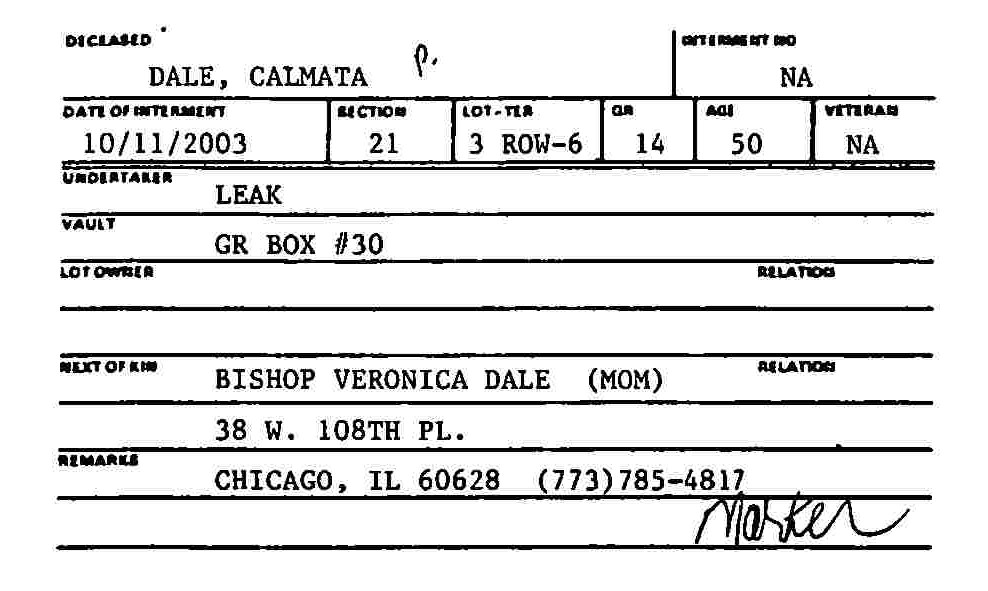 DECEASED INTERMENT NO
DALE, CALMATA P. NA
DATE OF INTERMENT SECTION LOT-TER GR AGE VETERAN
10/11/2003 21 3 ROW-6 14 50 NA
UNDERTAKER
LEAK
VAULT
GR BOX #30
LOT OWNER RELATION
NEXT OF KIN RELATION
BISHOP VERONICA DALE (MOM)
38 W. 108TH PL.
REMARKS
CHICAGO, IL 60628 (773)785-4817
Marker